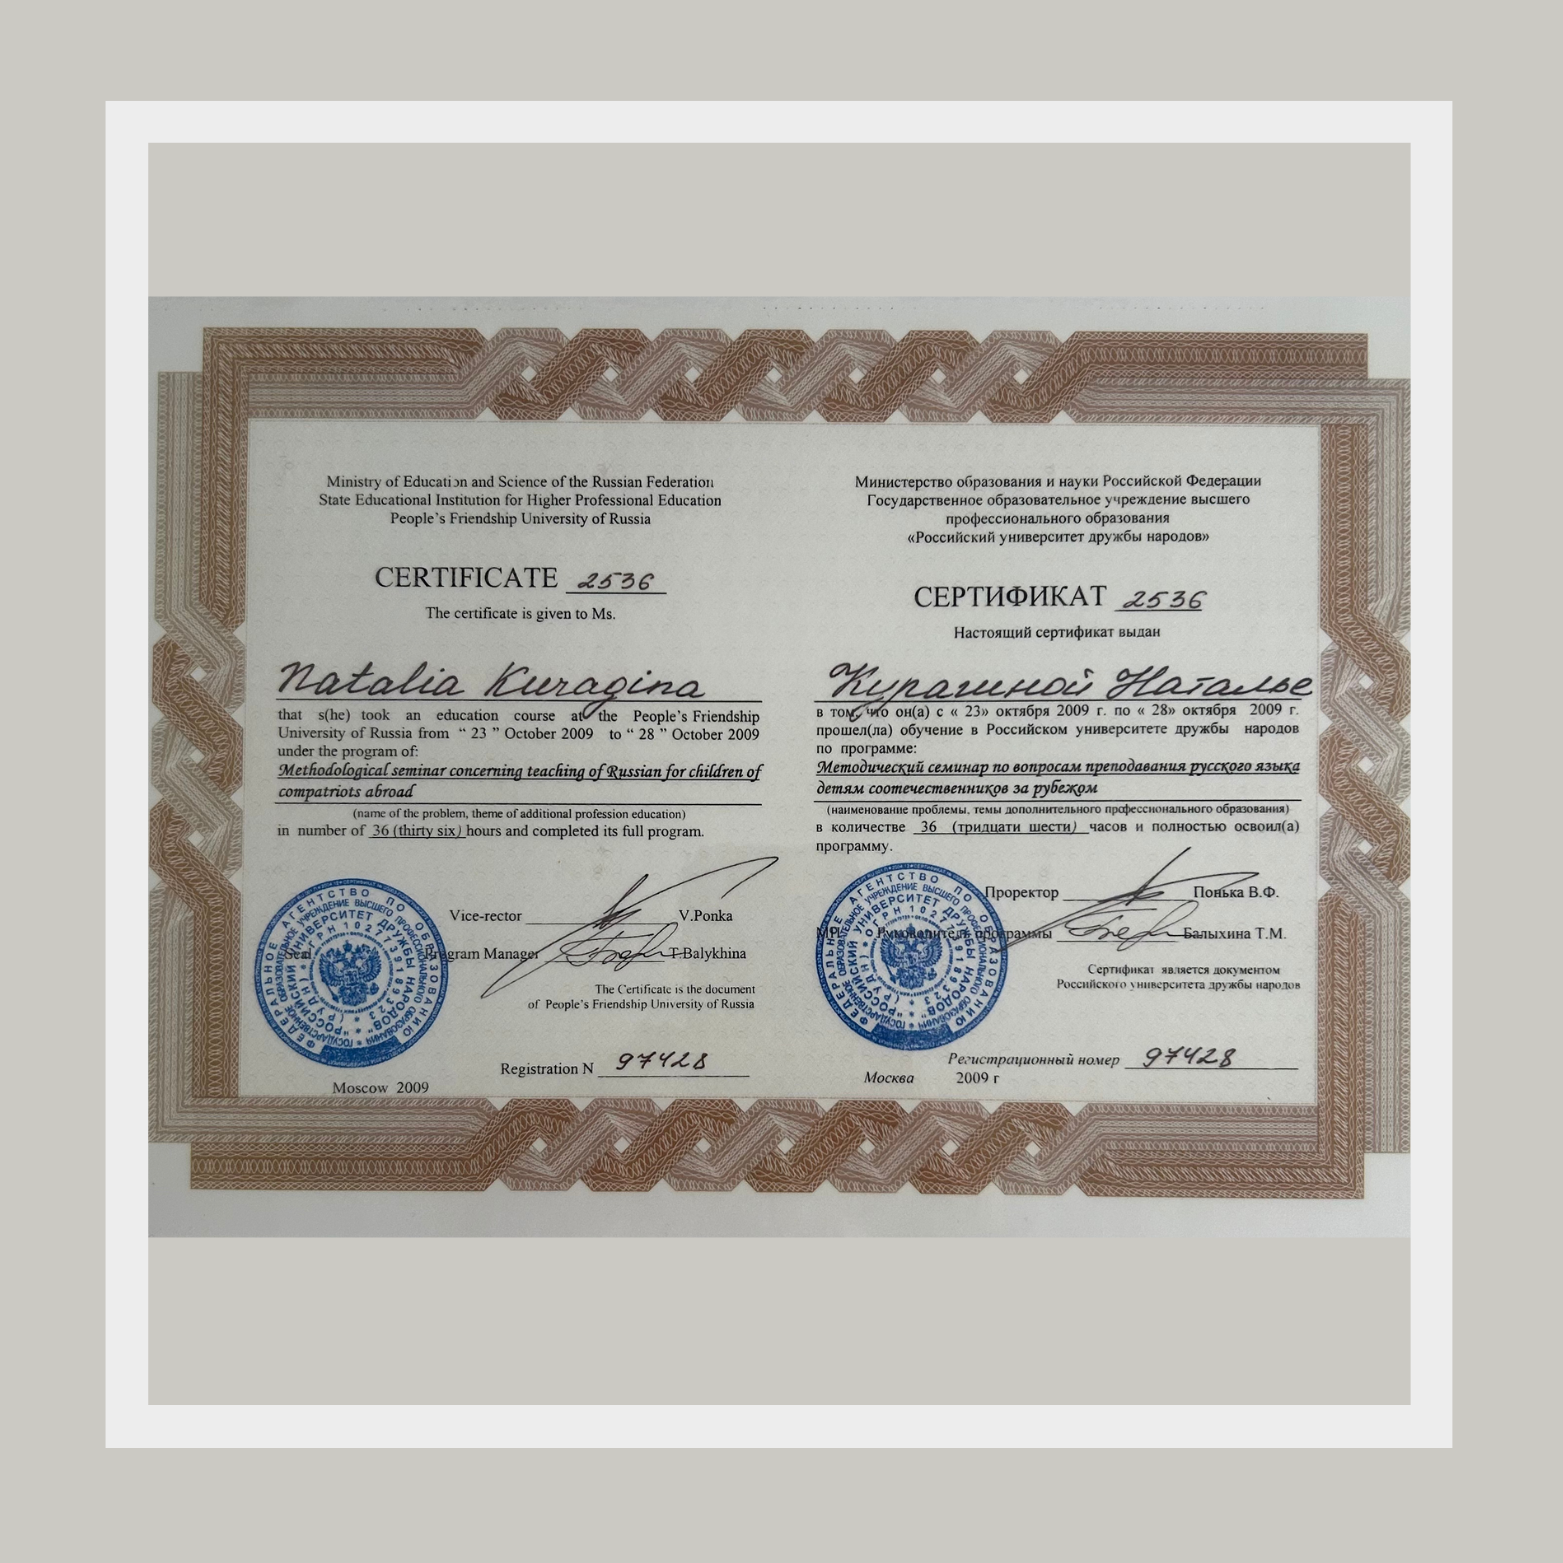 Ministry of Education and Science of the Russian Federation
State Educational Institution for Higher Professional Education
People's Friendship University of Russia
CERTIFICATE 2536
The certificate is given to Ms.
Natalia Kuragina
that s(he) took an education course at the People's Friendship
University of Russia from “ 23 ” October 2009 to “ 28 ” October 2009
under the program of:
Methodological seminar concerning teaching of Russian for children of
compatriots abroad
(name of the problem, theme of additional profession education)
in number of 36 (thirty six) hours and completed its full program.
Vice-rector V.Ponka
Seal Program Manager T.Balykhina
The Certificate is the document
of People's Friendship University of Russia
Registration N 97428
Moscow 2009
Министерство образования и науки Российской Федерации
Государственное образовательное учреждение высшего
профессионального образования
«Российский университет дружбы народов»
СЕРТИФИКАТ 2536
Настоящий сертификат выдан
Курагиной Наталье
в том, что он(а) с « 23» октября 2009 г. по « 28» октября 2009 г.
прошел(ла) обучение в Российском университете дружбы народов
по программе:
Методический семинар по вопросам преподавания русского языка
детям соотечественников за рубежом
(наименование проблемы, темы дополнительного профессионального образования)
в количестве 36 (тридцати шести) часов и полностью освоил(а)
программу.
Проректор Понька В.Ф.
МП Руководитель программы Балыхина Т.М.
Сертификат является документом
Российского университета дружбы народов
Регистрационный номер 97428
Москва 2009 г